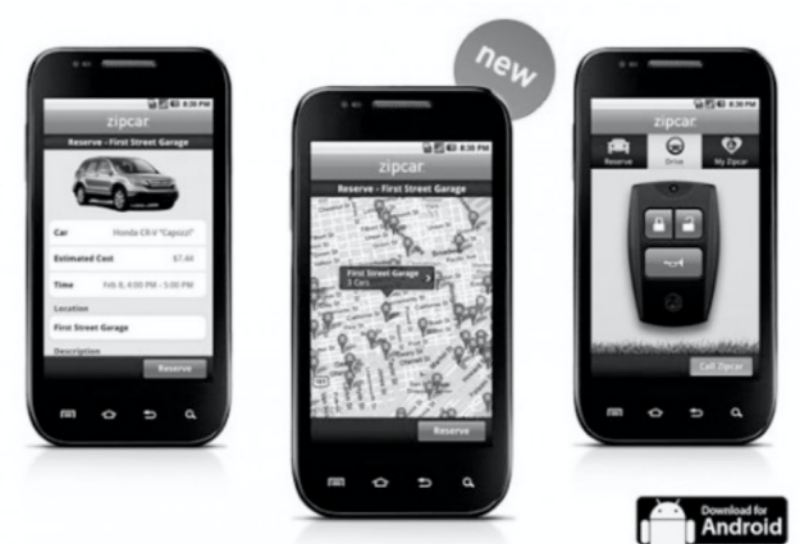 new
8:30 PM
zipcar.
Reserve - First Street Garage
Car Honda CR-V "Capozzi"
Estimated Cost $7.44
Time Feb 8, 4:00 PM - 5:00 PM
Location
First Street Garage
Description
Reserve
8:30 PM
zipcar.
Reserve - First Street Garage
First Street Garage
3 Cars
Reserve
8:30 PM
zipcar.
Reserve Drive My Zipcar
Call Zipcar
Download for
Android